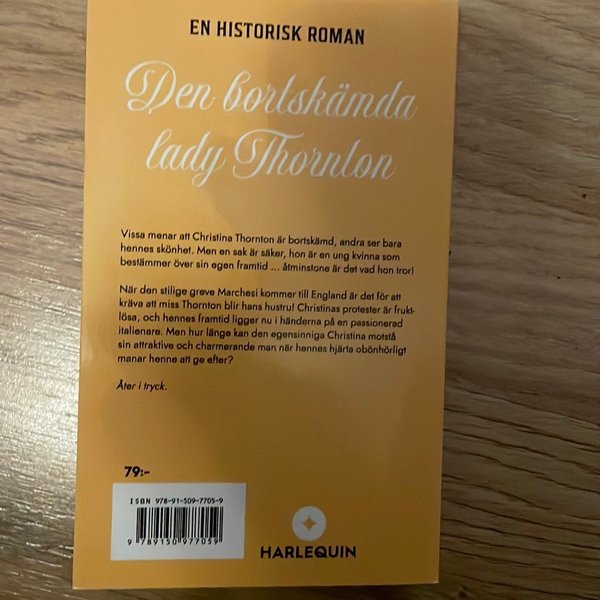 EN HISTORISK ROMAN
Den bortskämda
lady Thornton
Vissa menar att Christina Thornton är bortskämd, andra ser bara
hennes skönhet. Men en sak är säker, hon är en ung kvinna som
bestämmer över sin egen framtid ... åtminstone är det vad hon tror!
När den stilige greve Marchesi kommer till England är det för att
kräva att miss Thornton blir hans hustru! Christinas protester är frukt-
lösa, och hennes framtid ligger nu i händerna på en passionerad
italienare. Men hur länge kan den egensinniga Christina motstå
sin attraktive och charmerande man när hennes hjärta obönhörligt
manar henne att ge efter?
Åter i tryck.
79:-
ISBN 978-91-509-7705-9
9 789150 977059
HARLEQUIN